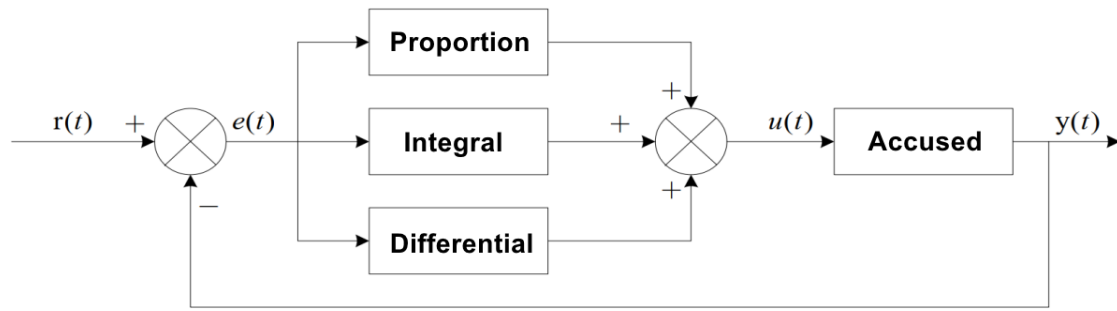 Proportion
+
r(t) + e(t) Integral + u(t) Accused y(t)
+
−
Differential